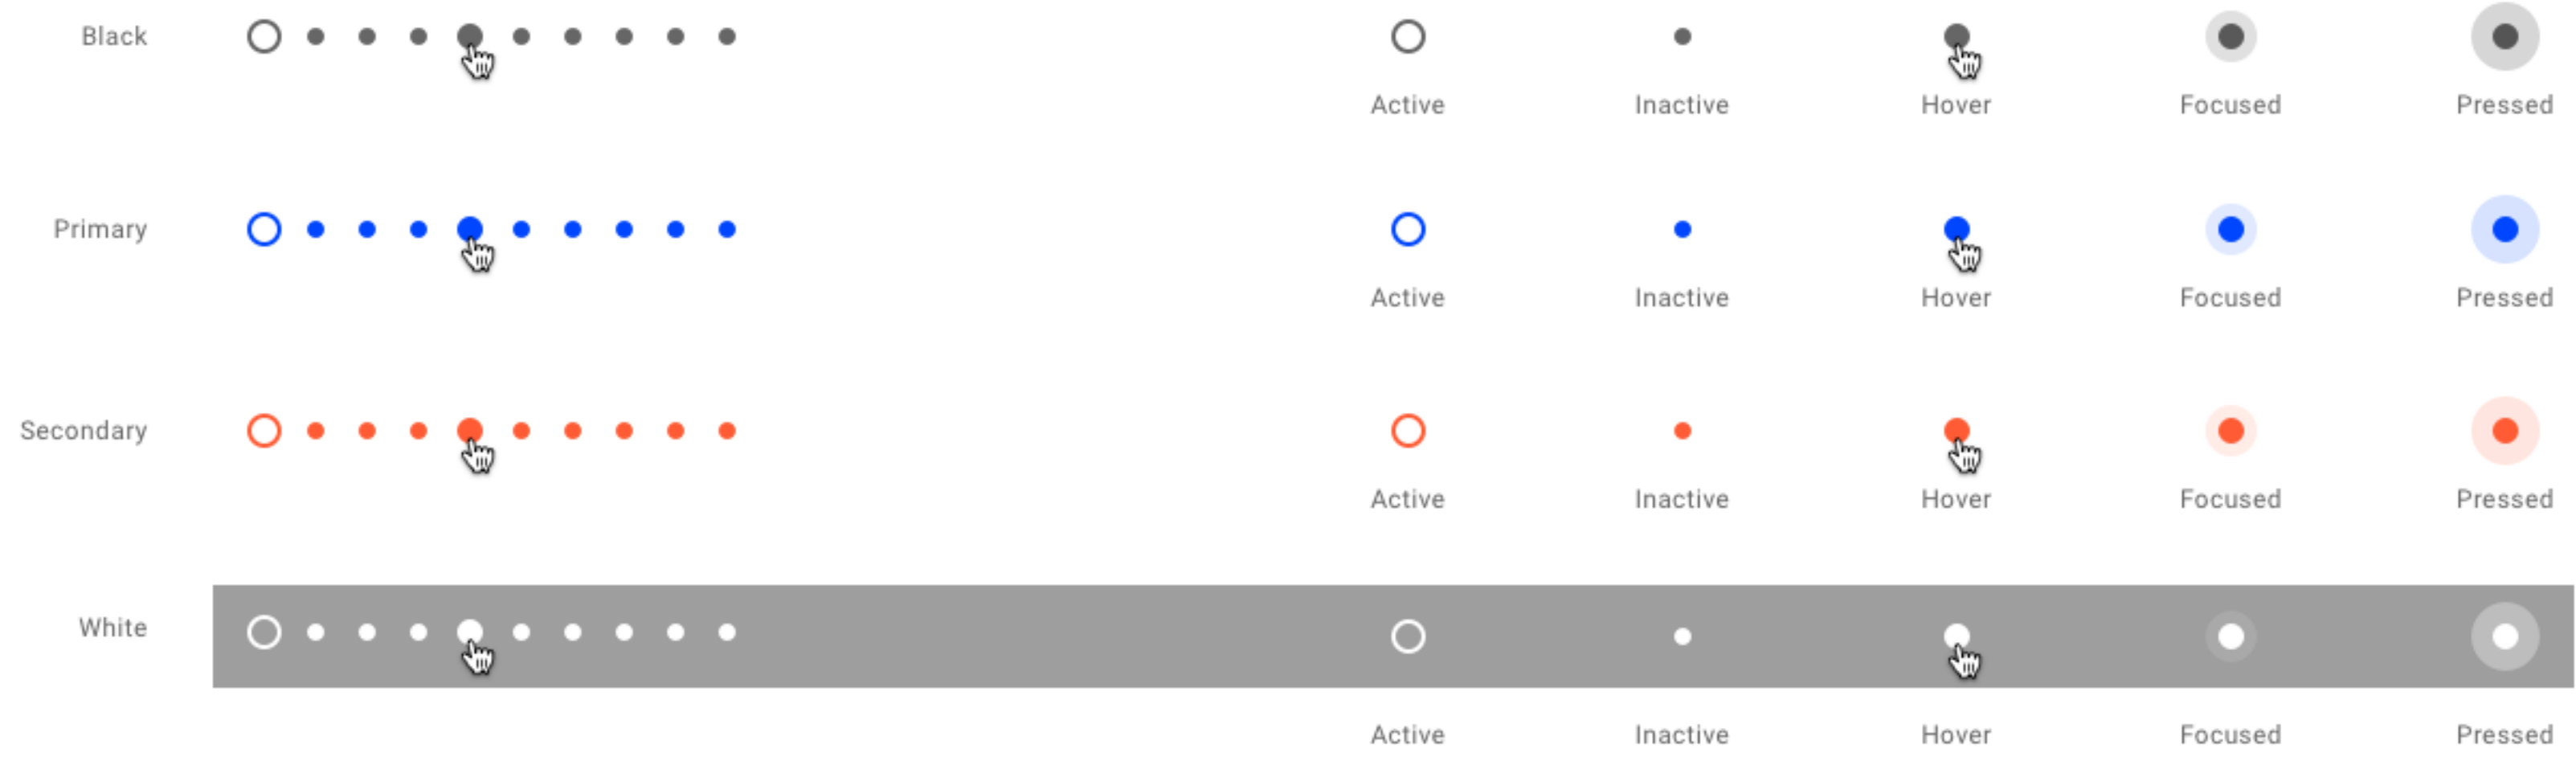 Black
Active Inactive Hover Focused Pressed
Primary
Active Inactive Hover Focused Pressed
Secondary
Active Inactive Hover Focused Pressed
White
Active Inactive Hover Focused Pressed